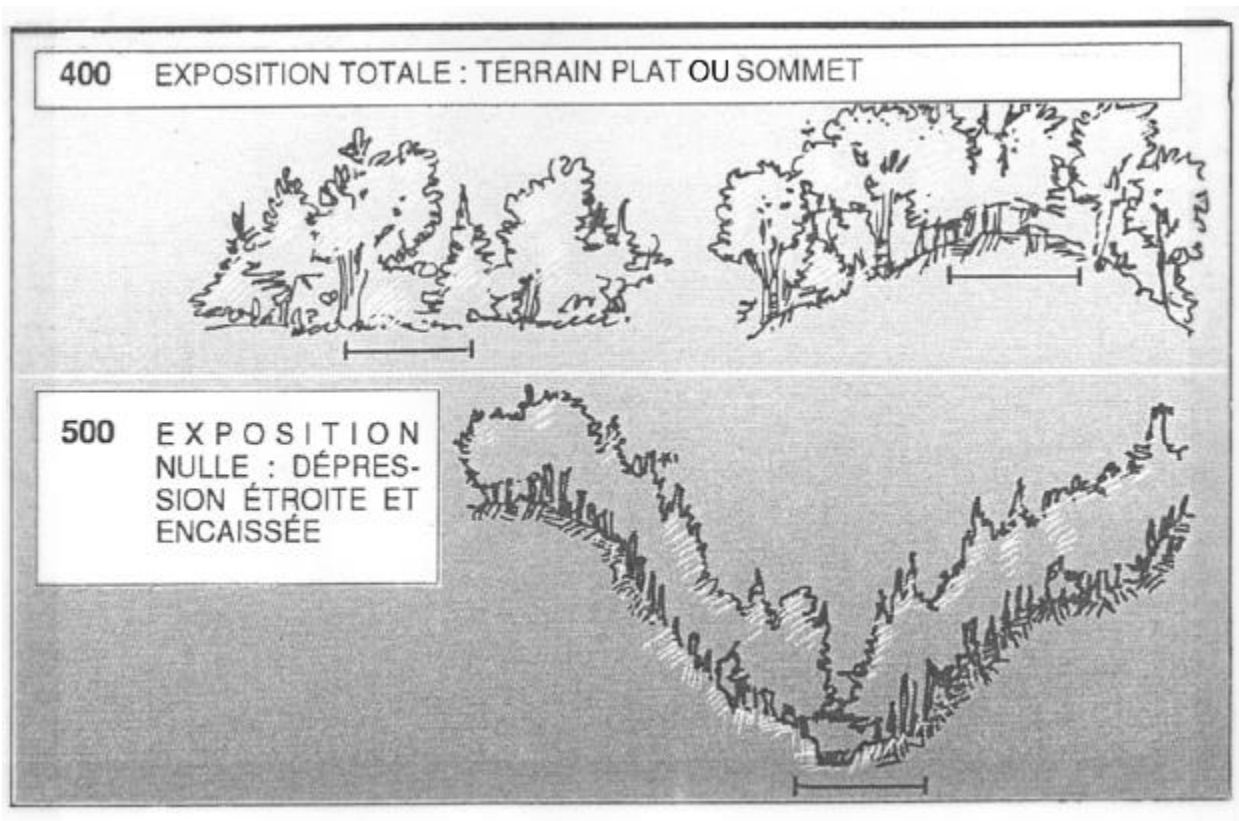 400 EXPOSITION TOTALE : TERRAIN PLAT OU SOMMET
500 EXPOSITION
NULLE : DÉPRES-
SION ÉTROITE ET
ENCAISSÉE